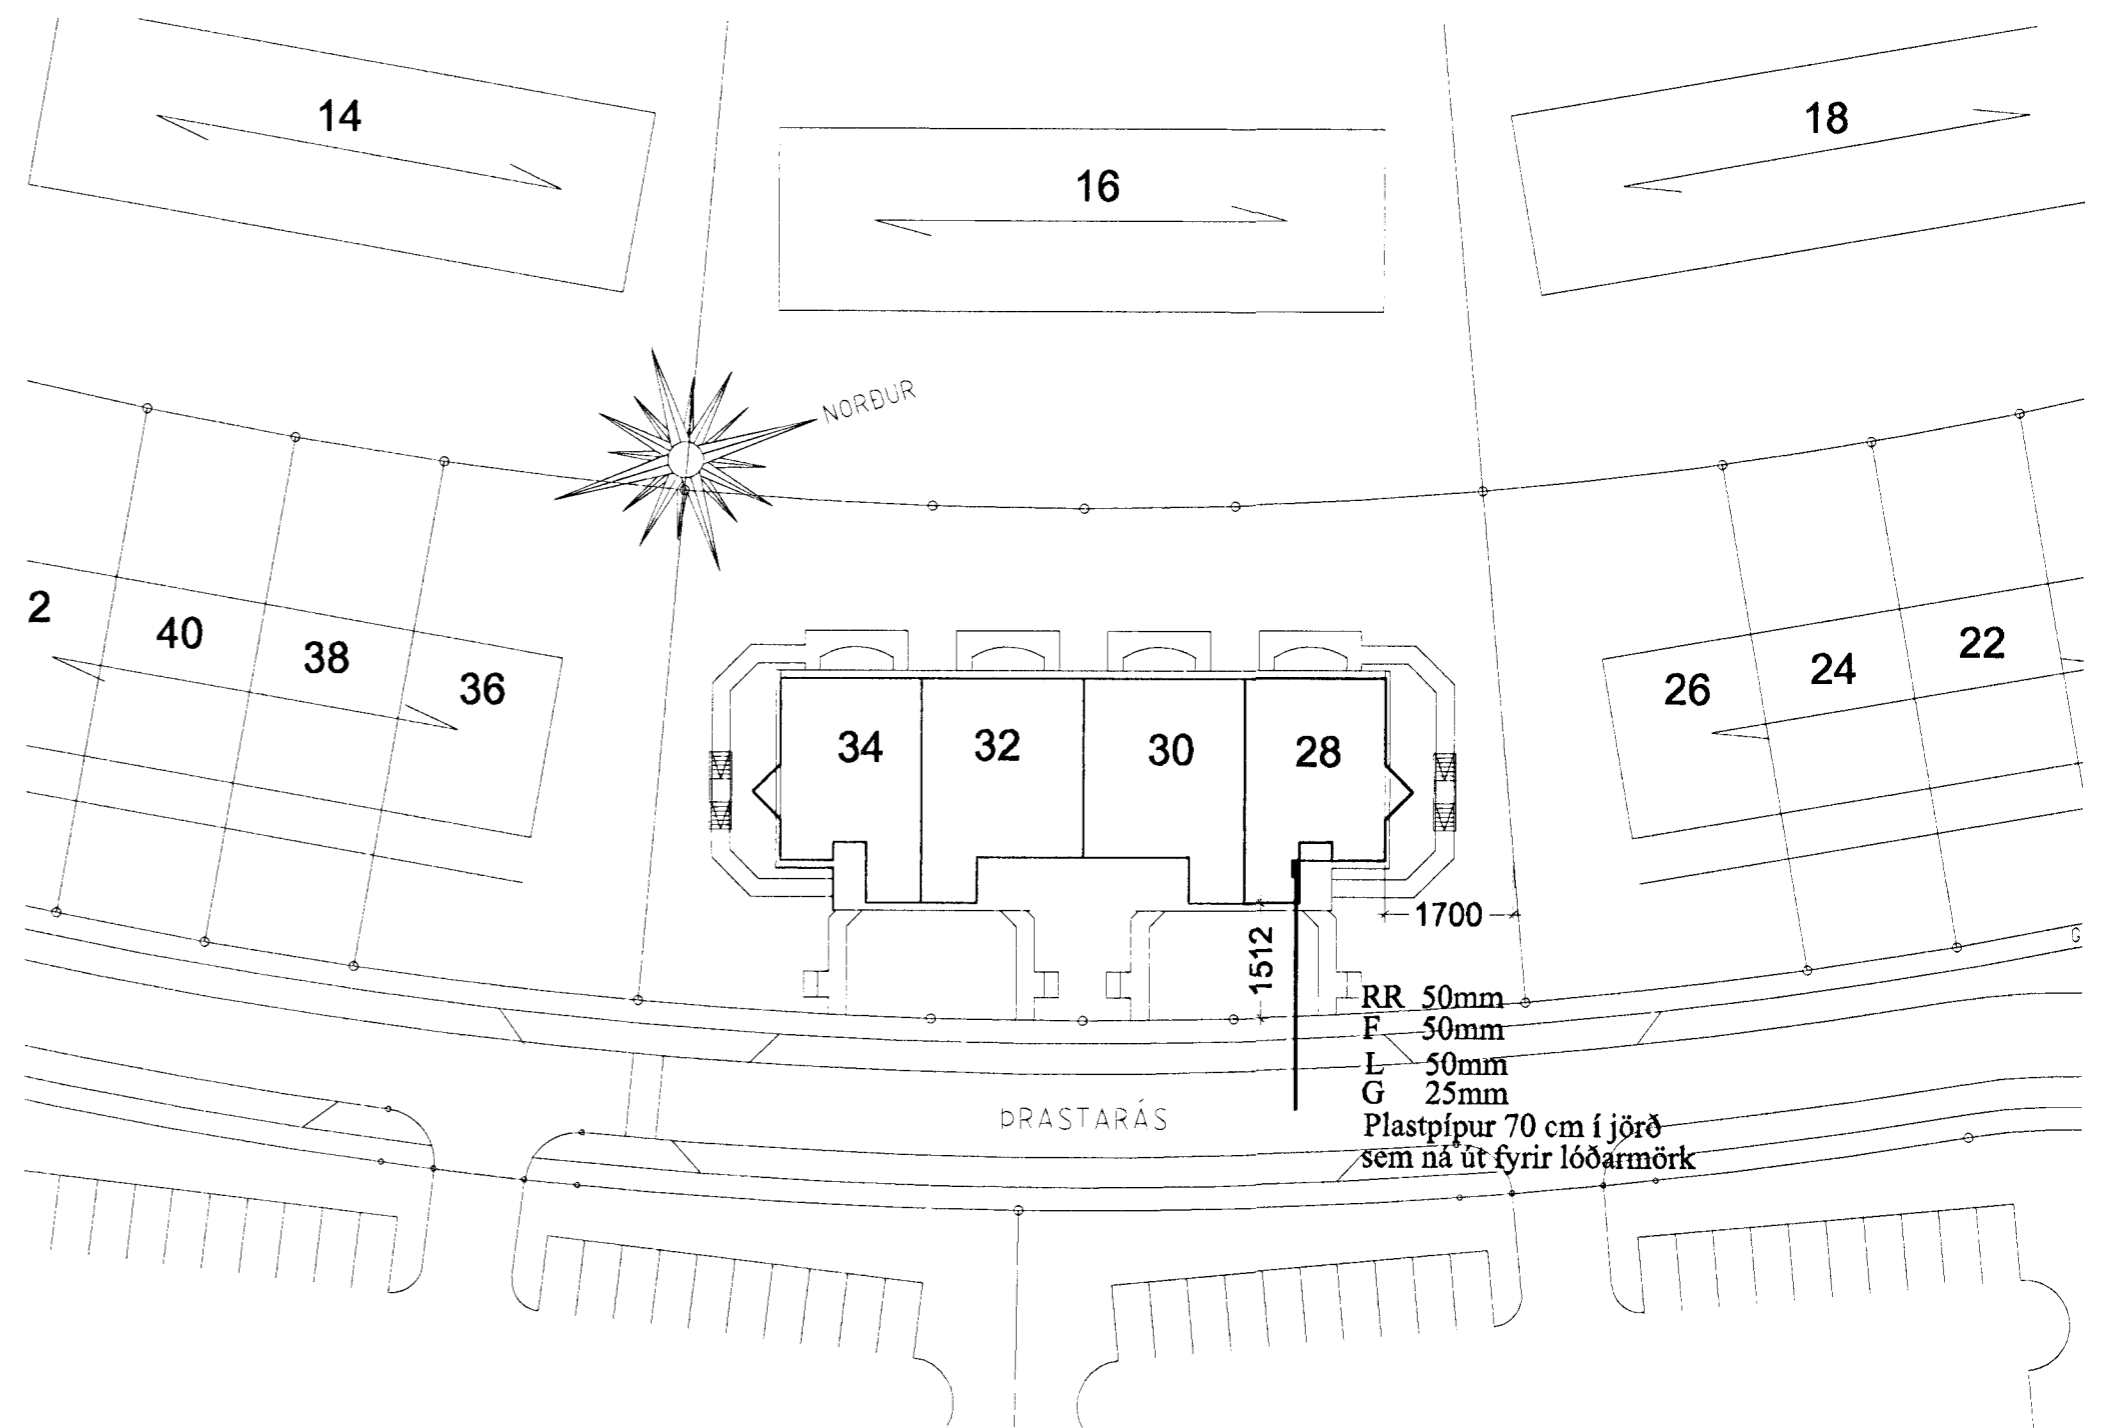 14
16
18
NORÐUR
2
40
38
36
34
32
30
28
26
24
22
1700
1512
G
RR 50mm
F 50mm
L 50mm
G 25mm
Plastpípur 70 cm í jörð
sem ná út fyrir lóðarmörk
ÞRASTARÁS